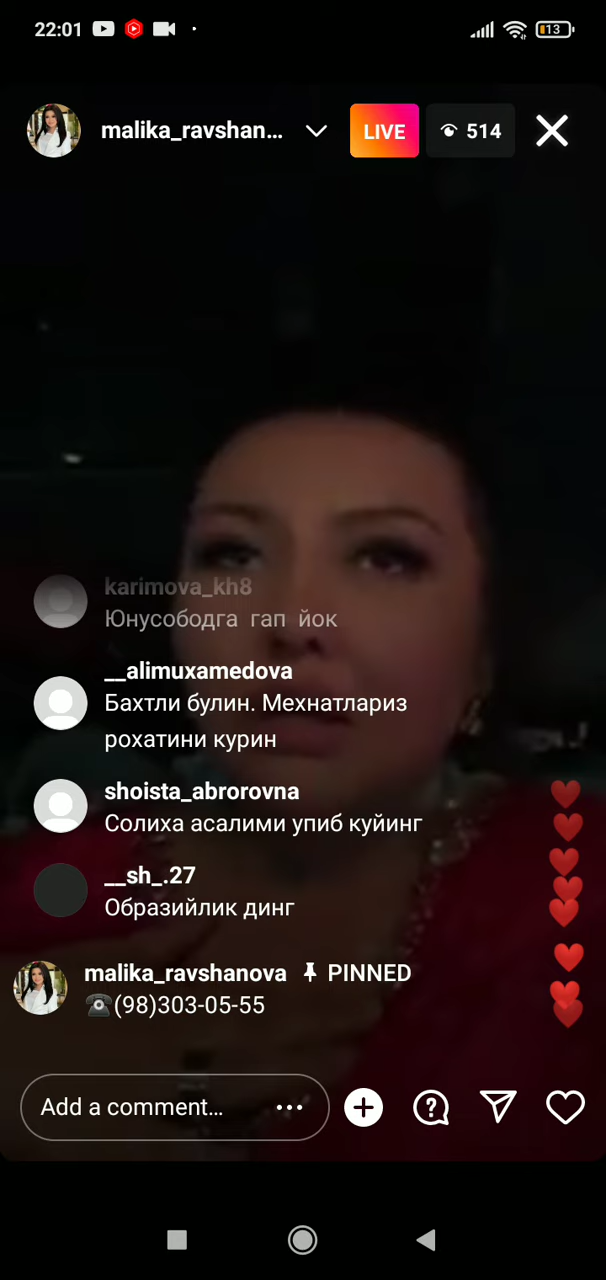 22:01
13
malika_ravshan...
LIVE
514
karimova_kh8
Юнусободга гап йок
__alimuxamedova
Бахтли булин. Мехнатлариз
рохатини курин
shoista_abrorovna
Солиха асалими упиб куйинг
__sh_.27
Образийлик динг
malika_ravshanova 📌 PINNED
☎(98)303-05-55
Add a comment...